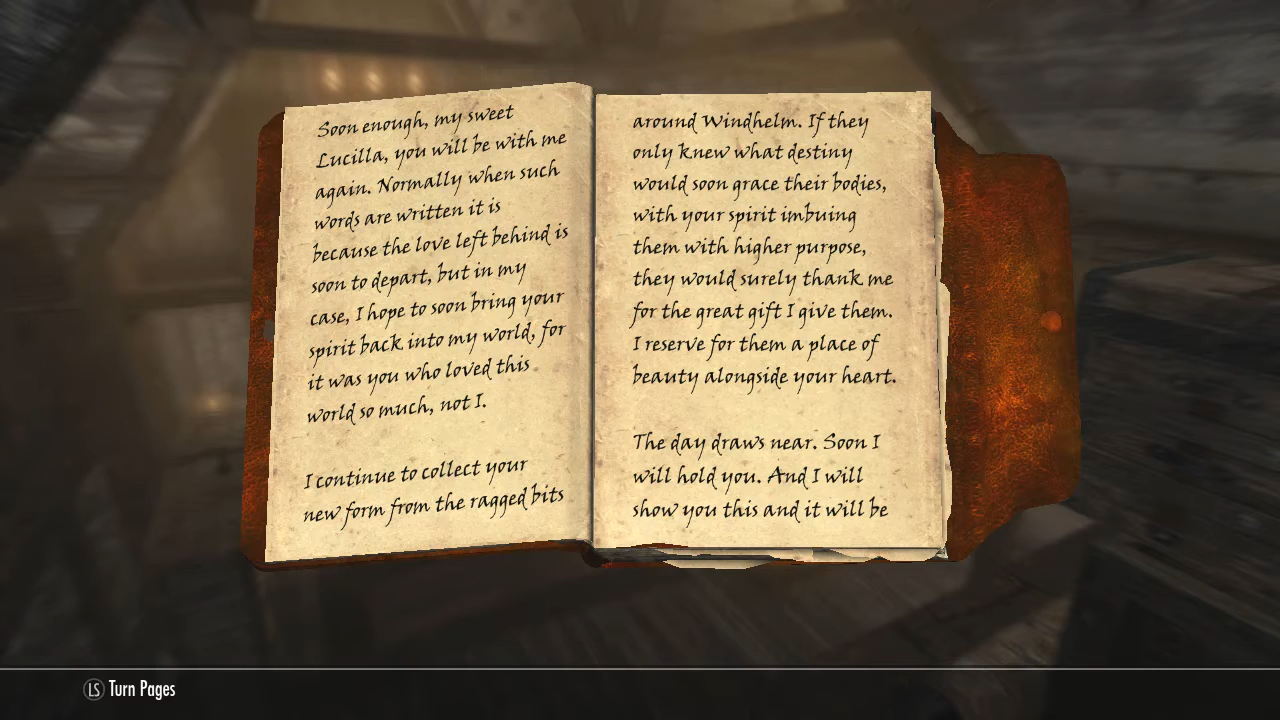 Soon enough, my sweet
Lucilla, you will be with me
again. Normally when such
words are written it is
because the love left behind is
soon to depart, but in my
case, I hope to soon bring your
spirit back into my world, for
it was you who loved this
world so much, not I.
I continue to collect your
new form from the ragged bits
around Windhelm. If they
only knew what destiny
would soon grace their bodies,
with your spirit imbuing
them with higher purpose,
they would surely thank me
for the great gift I give them.
I reserve for them a place of
beauty alongside your heart.
The day draws near. Soon I
will hold you. And I will
show you this and it will be
LS Turn Pages